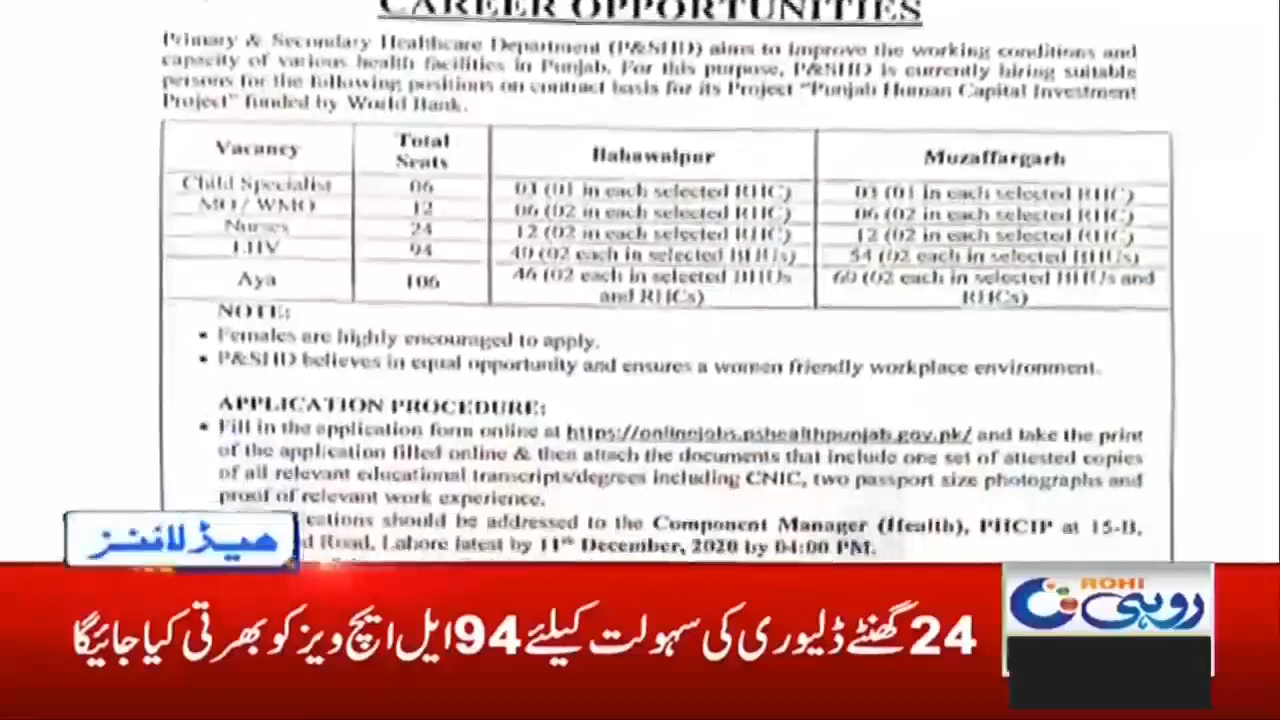 CAREER OPPORTUNITIES
Primary & Secondary Healthcare Department (P&SHD) aims to improve the working conditions and
capacity of various health facilities in Punjab. For this purpose, P&SHD is currently hiring suitable
persons for the following positions on contract basis for its Project "Punjab Human Capital Investment
Project" funded by World Bank.
Vacancy Total Seats Bahawalpur Muzaffargarh
Child Specialist 06 03 (01 in each selected RHC) 03 (01 in each selected RHC)
MO / WMO 12 06 (02 in each selected RHC) 06 (02 in each selected RHC)
Nurses 24 12 (02 in each selected RHC) 12 (02 in each selected RHC)
LHV 94 40 (02 each in selected BHUs) 54 (02 each in selected BHUs)
Aya 106 46 (02 each in selected BHUs and RHCs) 60 (02 each in selected BHUs and RHCs)
NOTE:
• Females are highly encouraged to apply.
• P&SHD believes in equal opportunity and ensures a women friendly workplace environment.
APPLICATION PROCEDURE:
• Fill in the application form online at https://onlinejobs.pshealthpunjab.gov.pk/ and take the print
of the application filled online & then attach the documents that include one set of attested copies
of all relevant educational transcripts/degrees including CNIC, two passport size photographs and
proof of relevant work experience.
cations should be addressed to the Component Manager (Health), PHCIP at 15-B,
d Road, Lahore latest by 11th December, 2020 by 04:00 PM.
ہیڈ لائنز
ROHI
روہی
24 گھنٹے ڈلیوری کی سہولت کیلئے 94 ایل ایچ ویز کو بھرتی کیا جائیگا